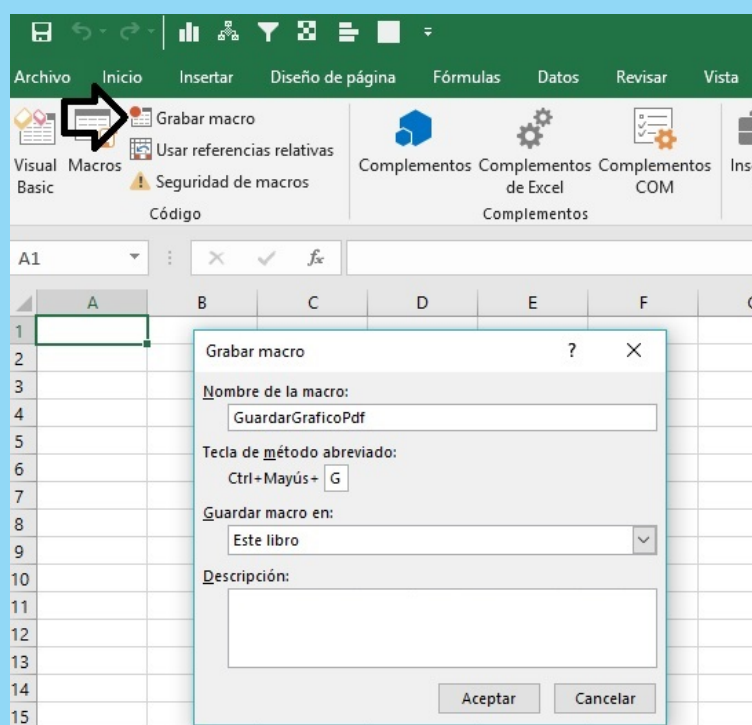 Archivo Inicio Insertar Diseño de página Fórmulas Datos Revisar Vista
Grabar macro
Usar referencias relativas
Seguridad de macros
Visual Basic
Macros
Código
Complementos
Complementos de Excel
Complementos COM
Complementos
Ins
A1
fx
A B C D E F
1
2
3
4
5
6
7
8
9
10
11
12
13
14
15
Grabar macro ?
Nombre de la macro:
GuardarGraficoPdf
Tecla de método abreviado:
Ctrl+Mayús+ G
Guardar macro en:
Este libro
Descripción:
Aceptar Cancelar